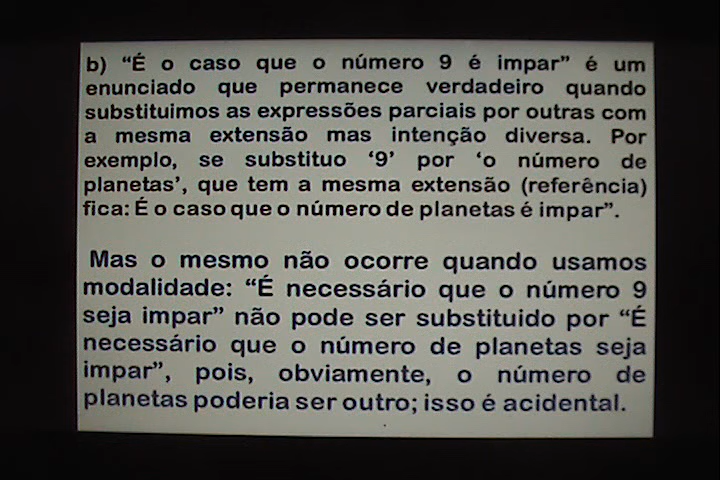 b) “É o caso que o número 9 é impar” é um
enunciado que permanece verdadeiro quando
substituimos as expressões parciais por outras com
a mesma extensão mas intenção diversa. Por
exemplo, se substituo ‘9’ por ‘o número de
planetas’, que tem a mesma extensão (referência)
fica: É o caso que o número de planetas é impar”.
Mas o mesmo não ocorre quando usamos
modalidade: “É necessário que o número 9
seja impar” não pode ser substituido por “É
necessário que o número de planetas seja
impar”, pois, obviamente, o número de
planetas poderia ser outro; isso é acidental.